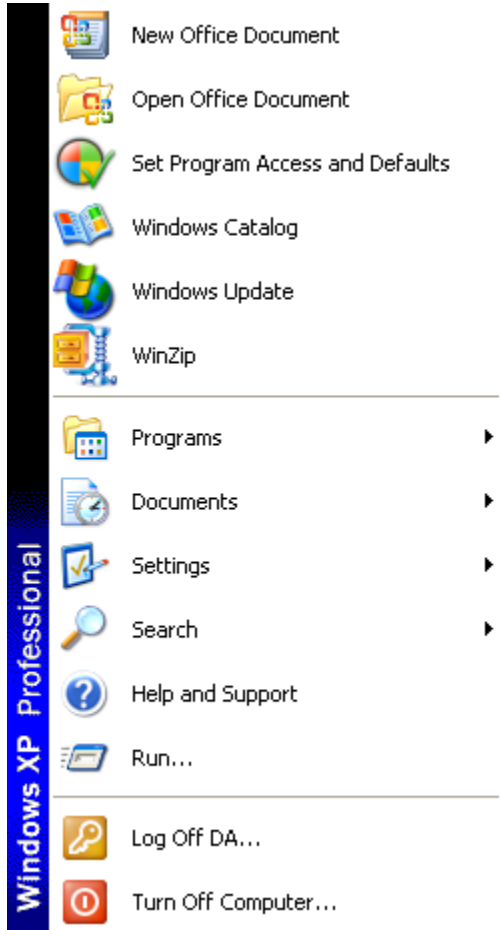 New Office Document
Open Office Document
Set Program Access and Defaults
Windows Catalog
Windows Update
WinZip
Programs
Documents
Settings
Search
Help and Support
Run...
Log Off DA...
Turn Off Computer...
Windows XP Professional